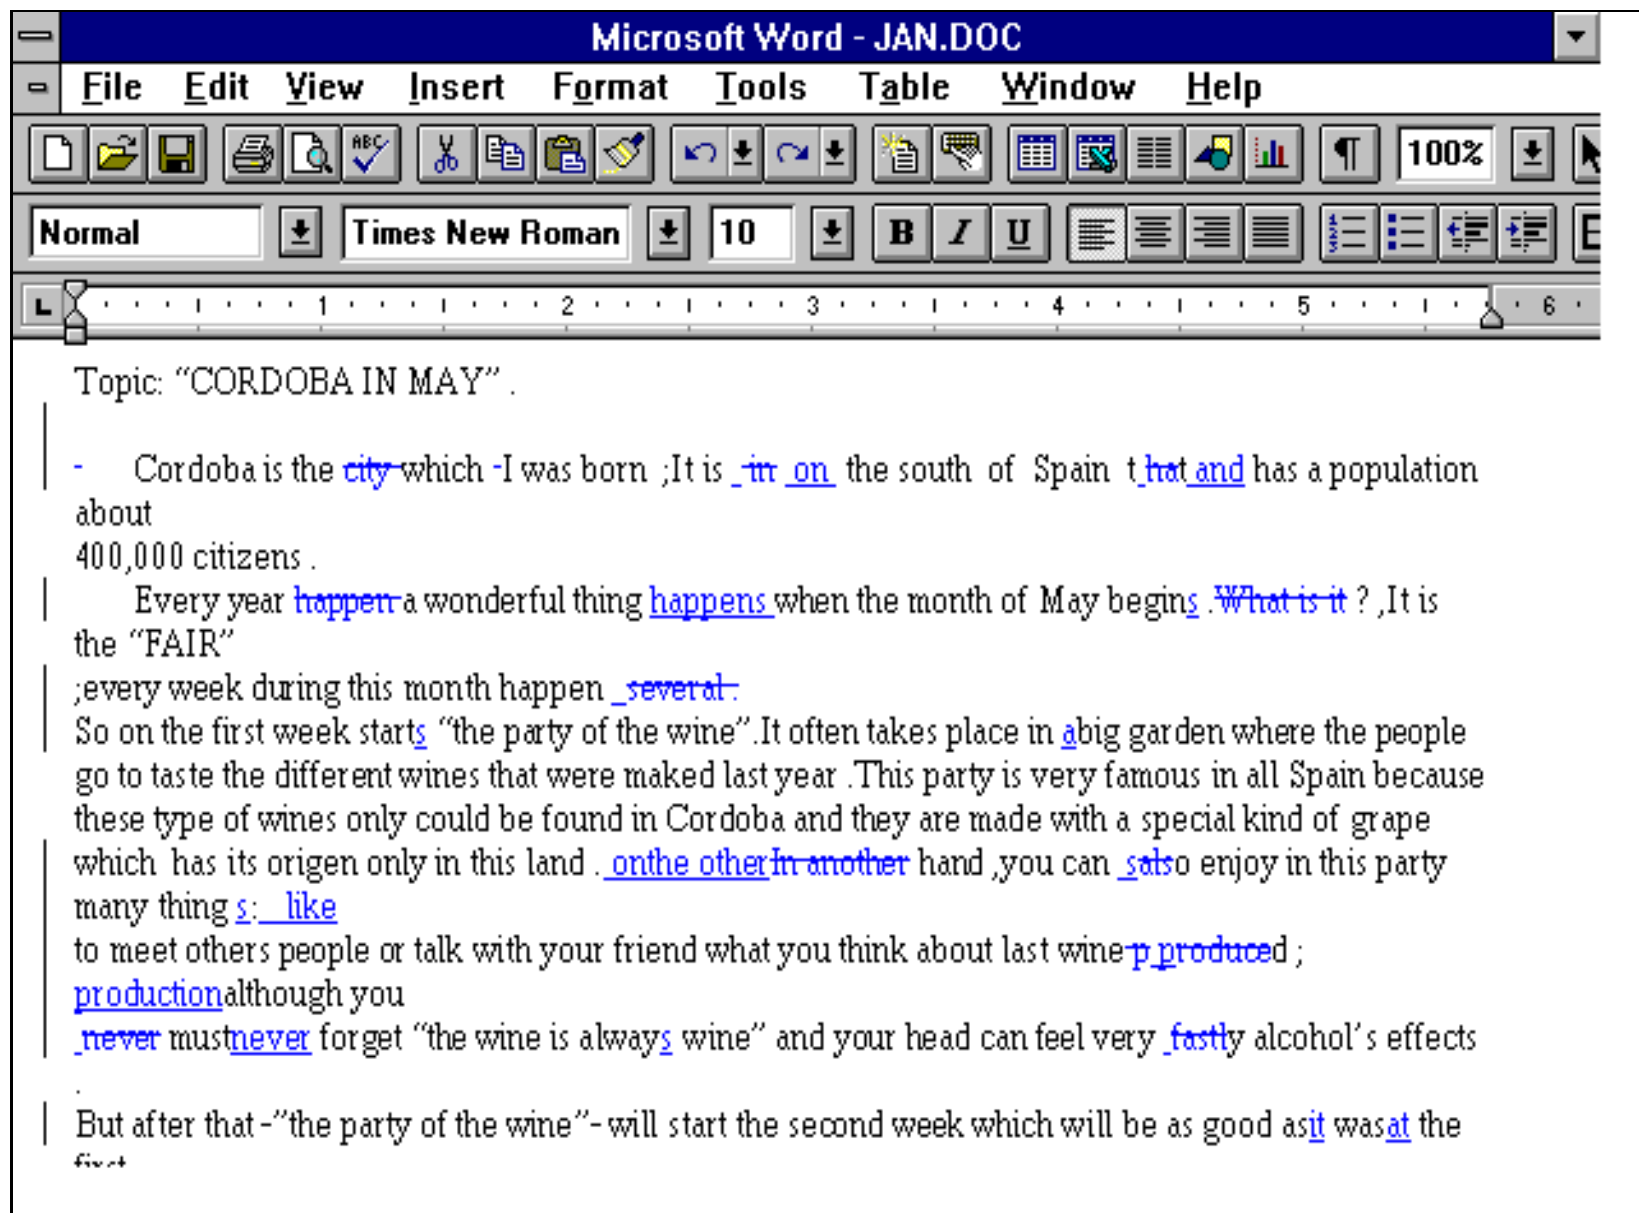 Microsoft Word - JAN.DOC
File Edit View Insert Format Tools Table Window Help
ABC 100%
Normal Times New Roman 10 B I U
L 1 2 3 4 5 6
Topic: “CORDOBA IN MAY” .
- Cordoba is the city which -I was born ;It is in on the south of Spain t hat and has a population
about
400,000 citizens .
Every year happen a wonderful thing happens when the month of May begins .What is it ? ,It is
the “FAIR”
;every week during this month happen several .
So on the first week starts “the party of the wine”.It often takes place in abig garden where the people
go to taste the different wines that were maked last year .This party is very famous in all Spain because
these type of wines only could be found in Cordoba and they are made with a special kind of grape
which has its origen only in this land . onthe otherIn another hand ,you can salso enjoy in this party
many thing s: like
to meet others people or talk with your friend what you think about last wine p produced ;
productionalthough you
never mustnever forget “the wine is always wine” and your head can feel very fastly alcohol’s effects
.
But after that -”the party of the wine”- will start the second week which will be as good asit wasat the
first